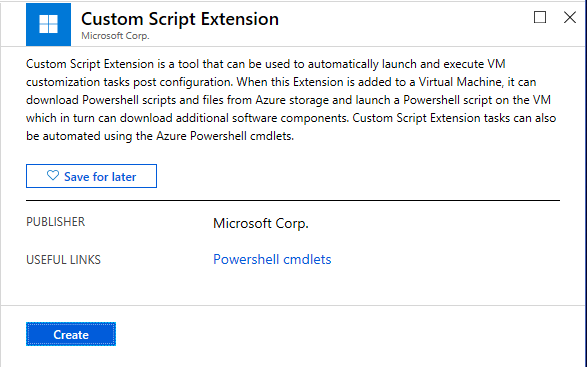 Custom Script Extension
Microsoft Corp.
Custom Script Extension is a tool that can be used to automatically launch and execute VM
customization tasks post configuration. When this Extension is added to a Virtual Machine, it can
download Powershell scripts and files from Azure storage and launch a Powershell script on the VM
which in turn can download additional software components. Custom Script Extension tasks can also
be automated using the Azure Powershell cmdlets.
Save for later
PUBLISHER Microsoft Corp.
USEFUL LINKS Powershell cmdlets
Create